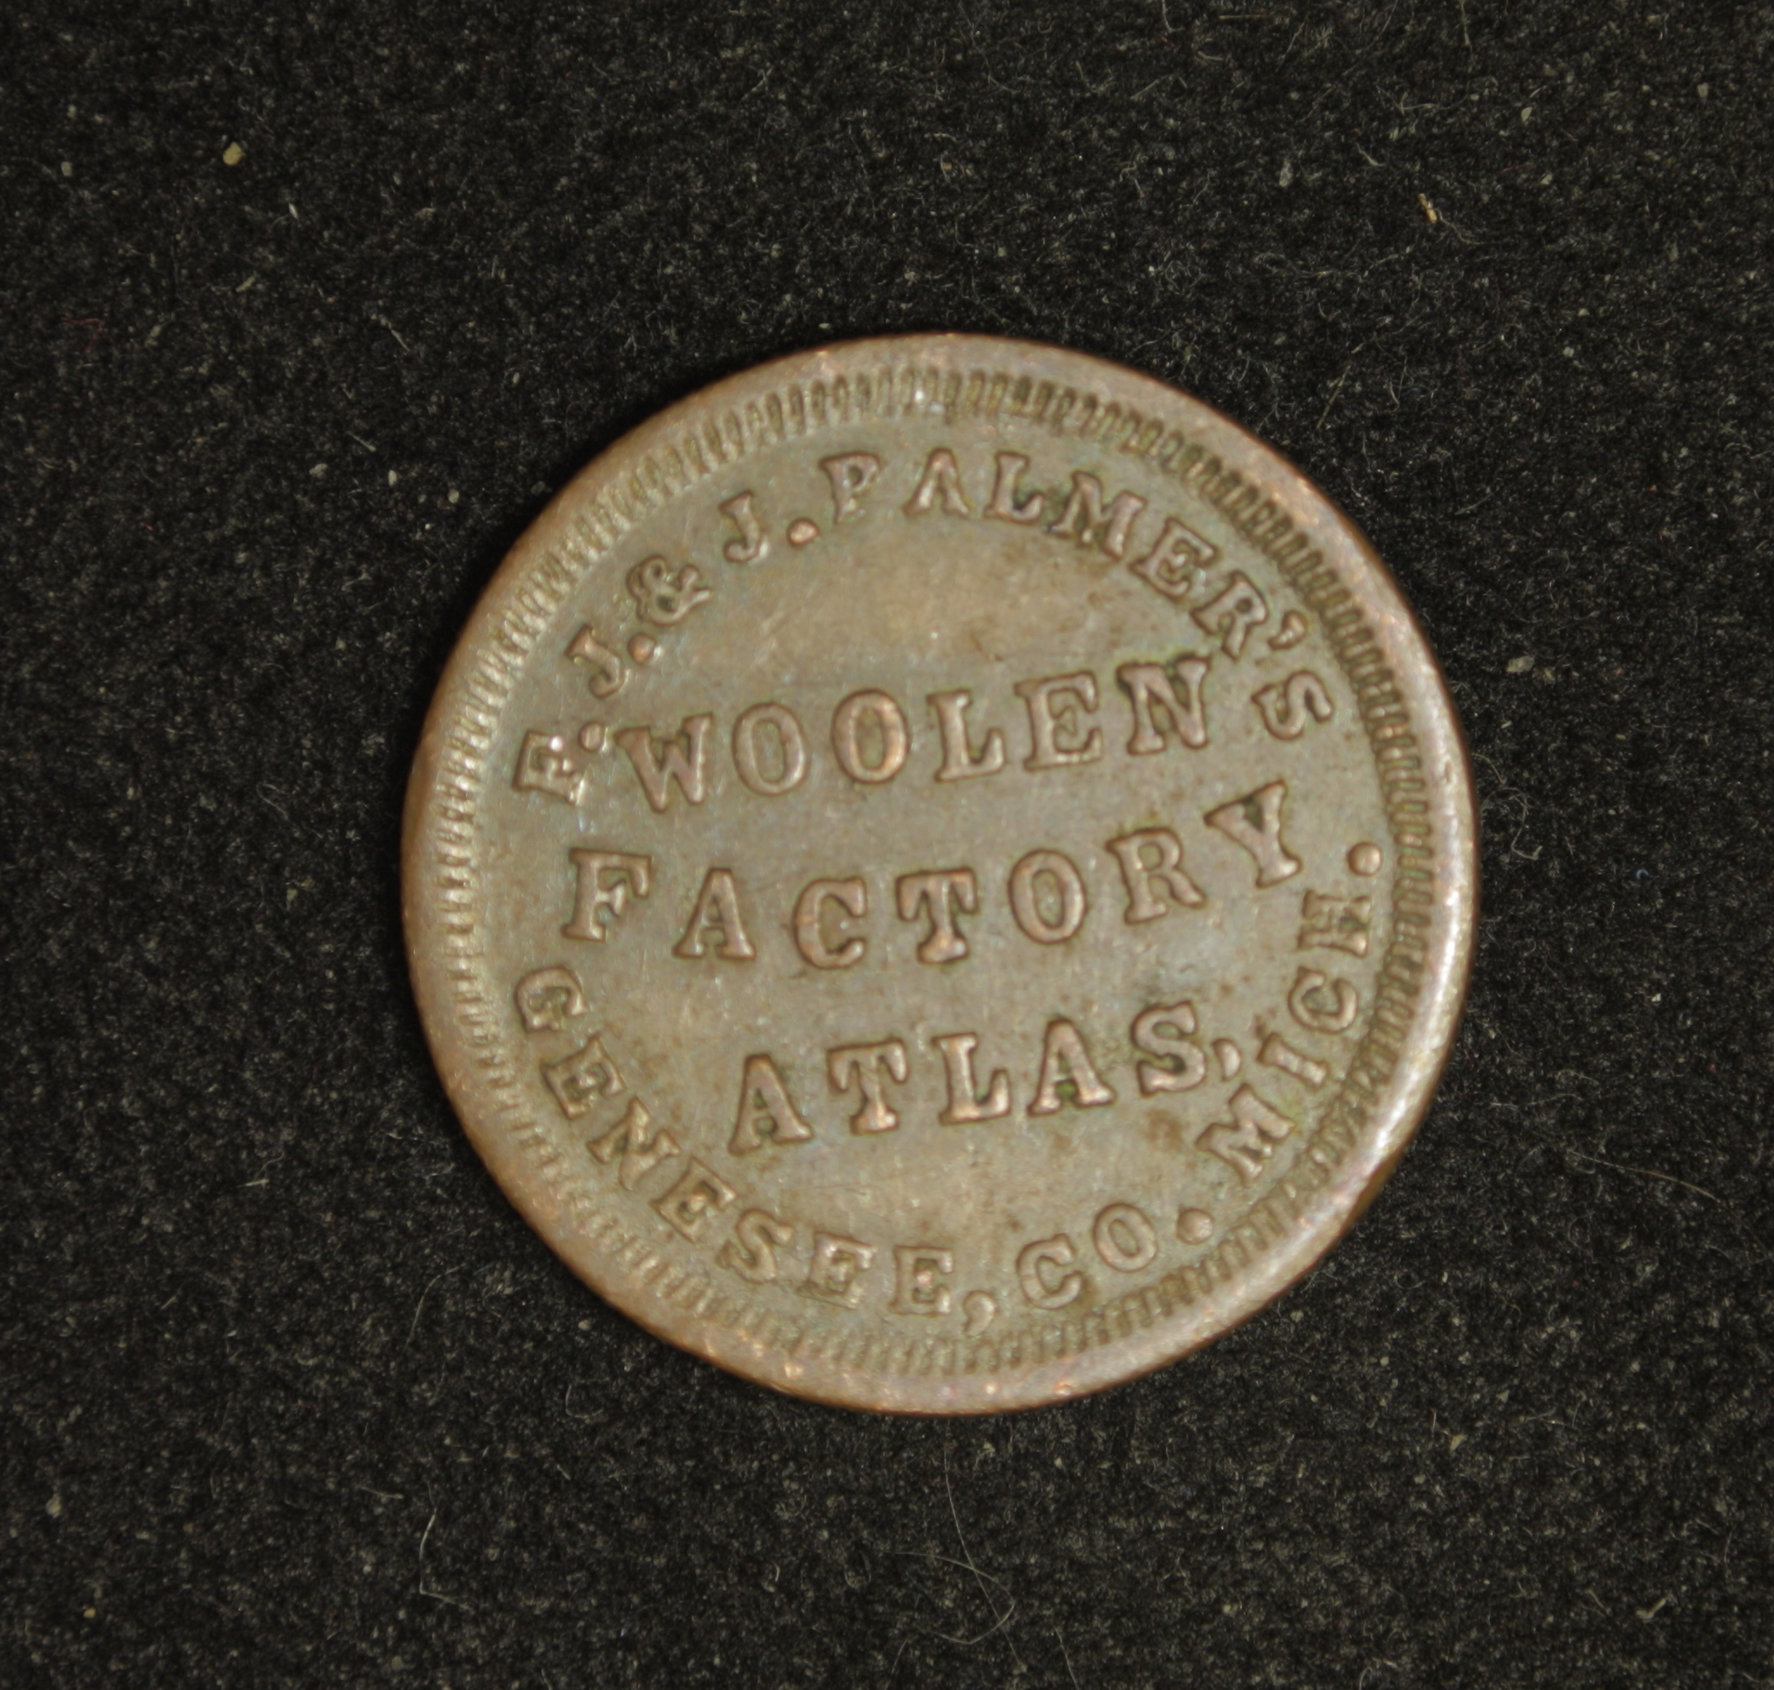 F. J. & J. PALMER'S
WOOLEN
FACTORY
ATLAS,
GENESEE, CO. MICH.